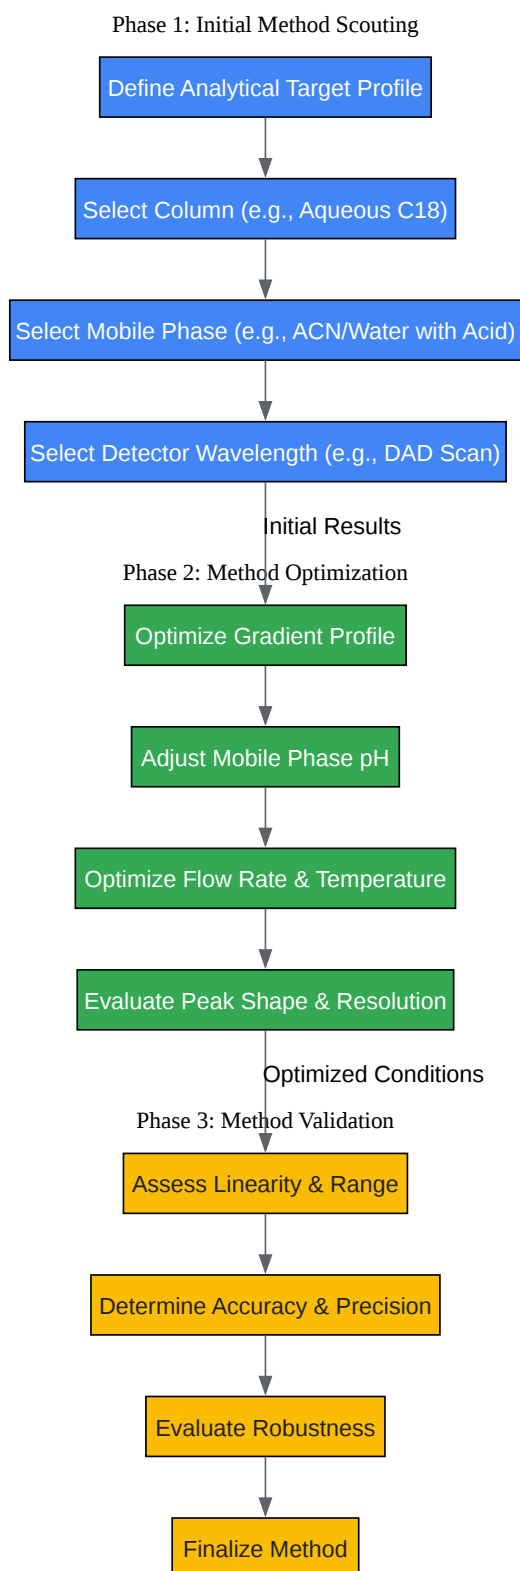 Phase 1: Initial Method Scouting
Define Analytical Target Profile
Select Column (e.g., Aqueous C18)
Select Mobile Phase (e.g., ACN/Water with Acid)
Select Detector Wavelength (e.g., DAD Scan)
Initial Results
Phase 2: Method Optimization
Optimize Gradient Profile
Adjust Mobile Phase pH
Optimize Flow Rate & Temperature
Evaluate Peak Shape & Resolution
Optimized Conditions
Phase 3: Method Validation
Assess Linearity & Range
Determine Accuracy & Precision
Evaluate Robustness
Finalize Method